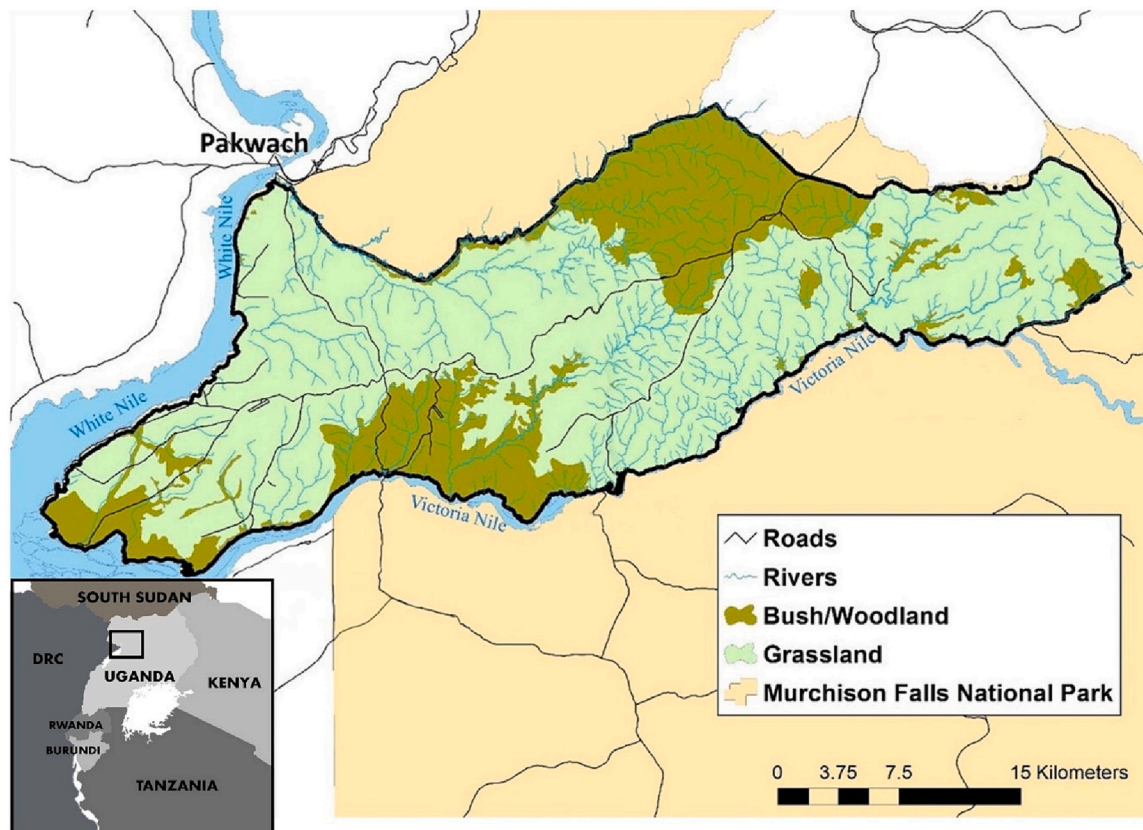 Pakwach
White Nile
White Nile
Victoria Nile
Victoria Nile
Roads
Rivers
Bush/Woodland
Grassland
Murchison Falls National Park
0 3.75 7.5 15 Kilometers
SOUTH SUDAN
DRC
UGANDA
KENYA
RWANDA
BURUNDI
TANZANIA